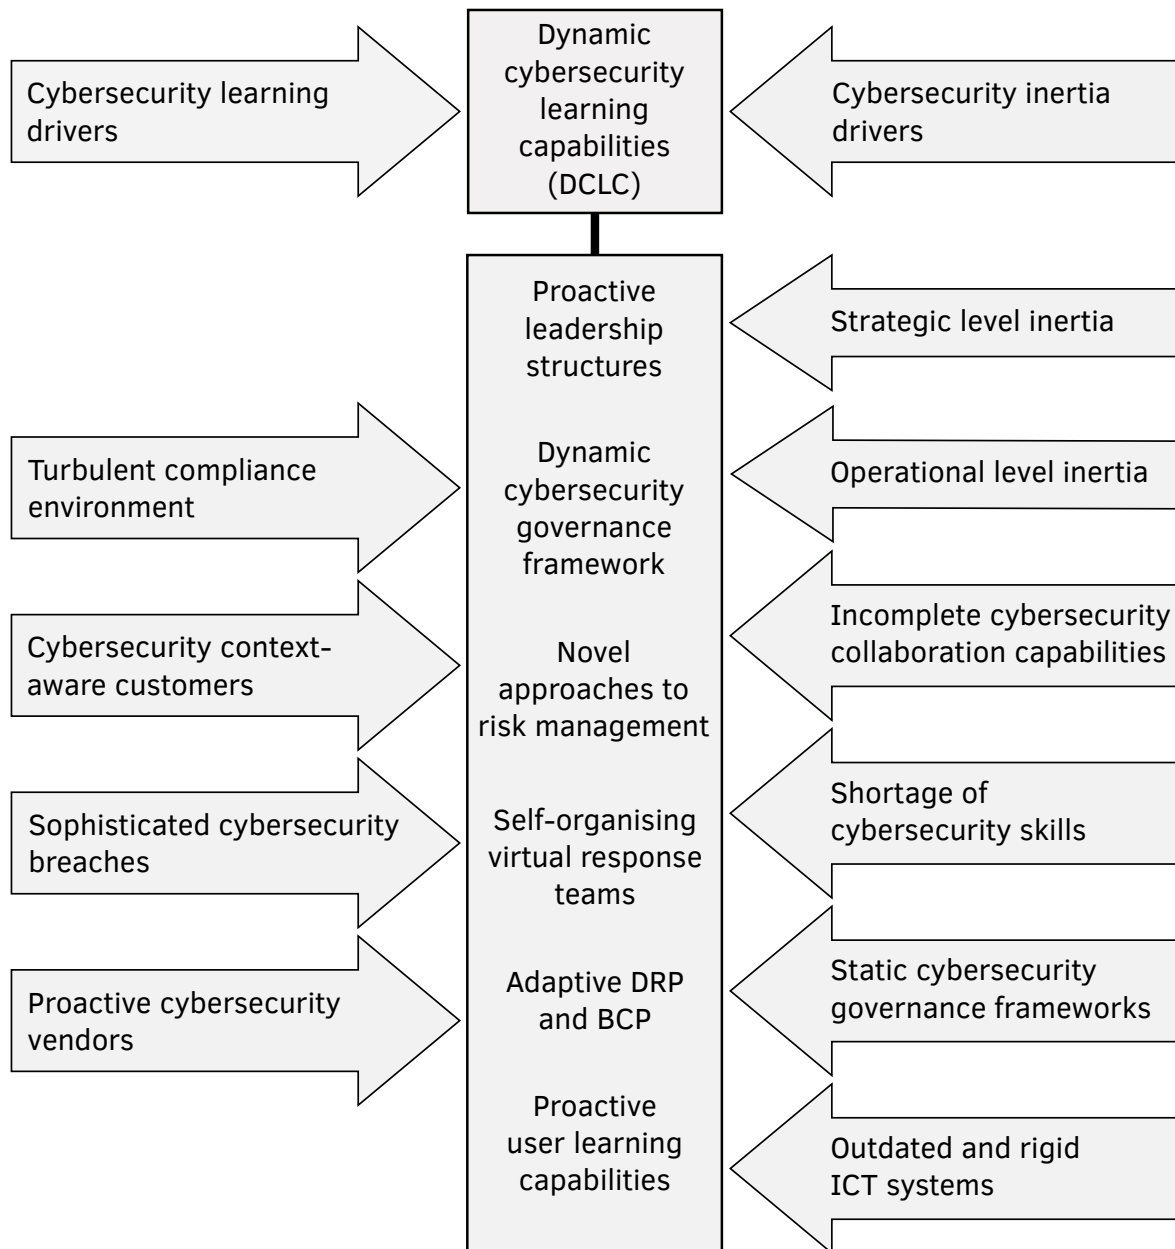 Cybersecurity learning
drivers
Dynamic
cybersecurity
learning
capabilities
(DCLC)
Cybersecurity inertia
drivers
Turbulent compliance
environment
Cybersecurity context-
aware customers
Sophisticated cybersecurity
breaches
Proactive cybersecurity
vendors
Proactive
leadership
structures
Dynamic
cybersecurity
governance
framework
Novel
approaches to
risk management
Self-organising
virtual response
teams
Adaptive DRP
and BCP
Proactive
user learning
capabilities
Strategic level inertia
Operational level inertia
Incomplete cybersecurity
collaboration capabilities
Shortage of
cybersecurity skills
Static cybersecurity
governance frameworks
Outdated and rigid
ICT systems